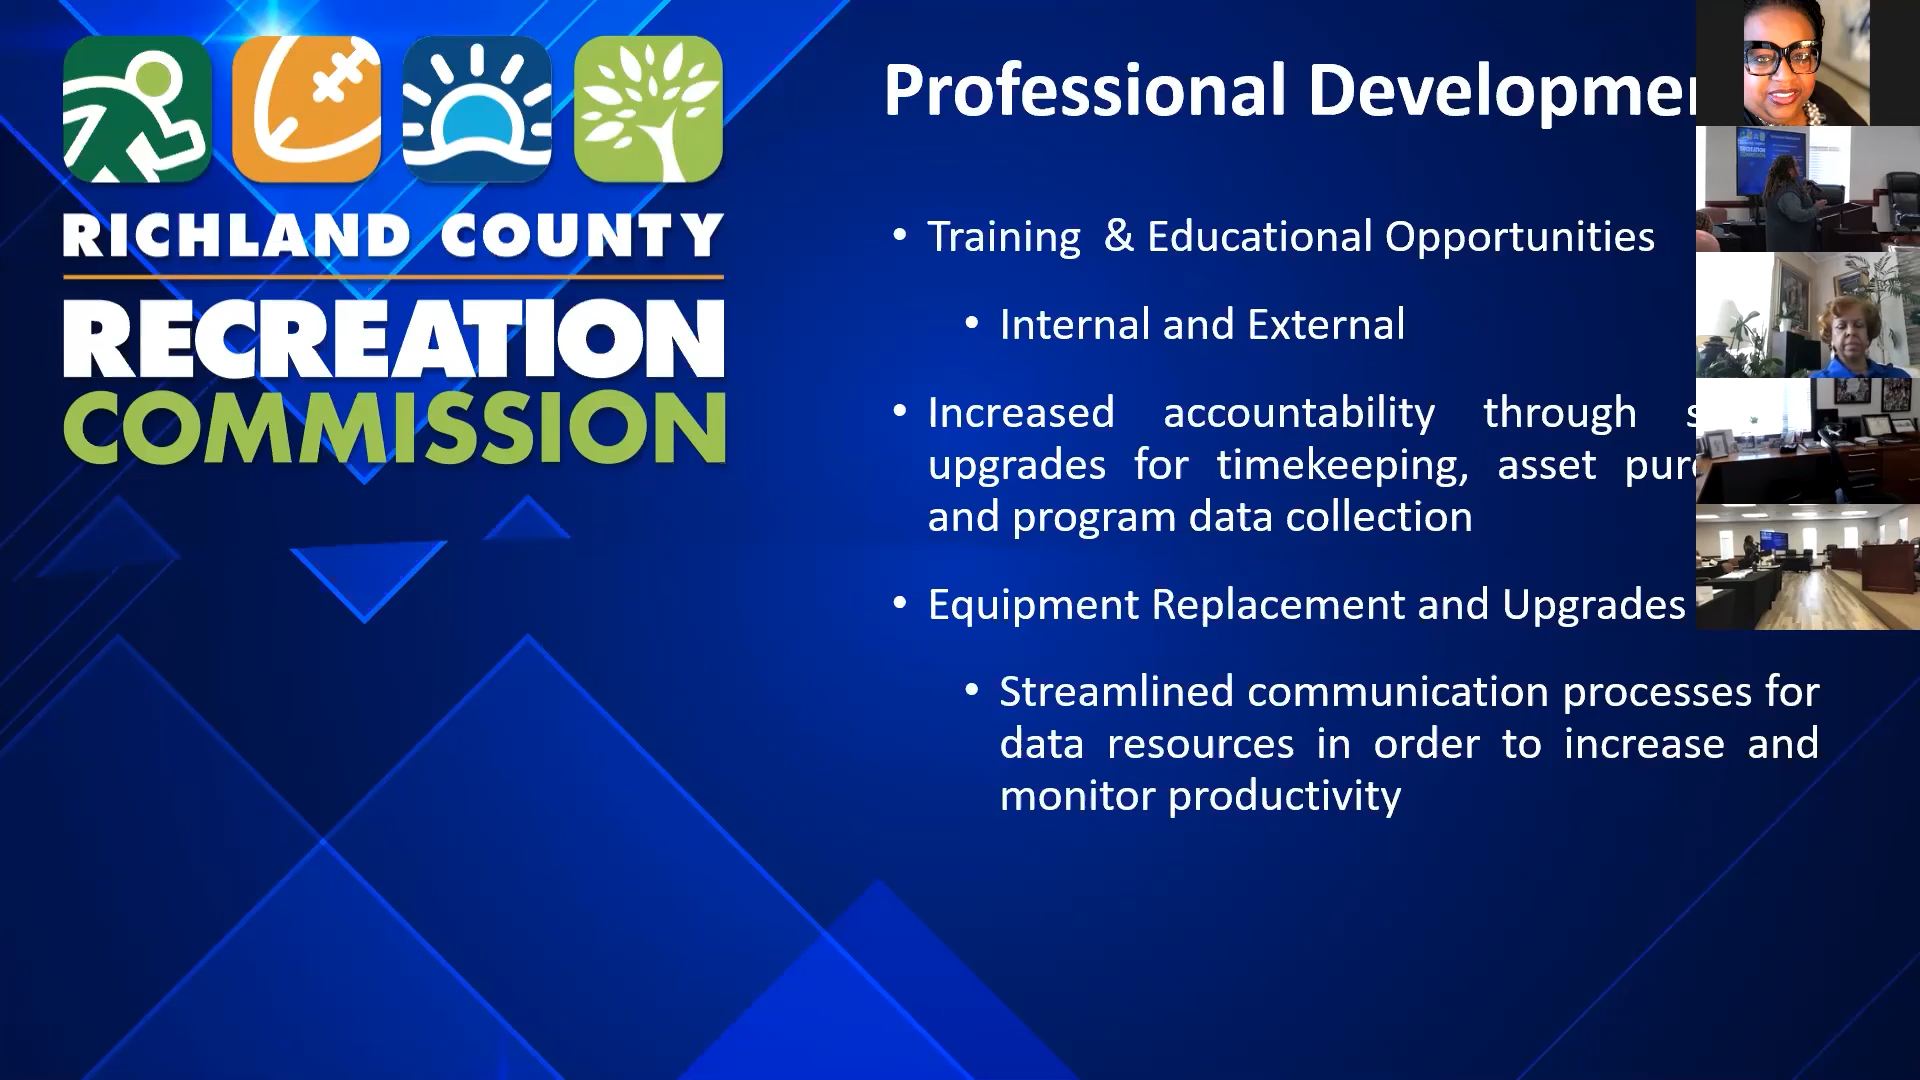 RICHLAND COUNTY
RECREATION
COMMISSION
Professional
• Training & Educational Opportunities
• Internal and External
• Increased accountability through
upgrades for timekeeping, asset
and program data collection
• Equipment Replacement and Upgrades
• Streamlined communication processes for
data resources in order to increase and
monitor productivity